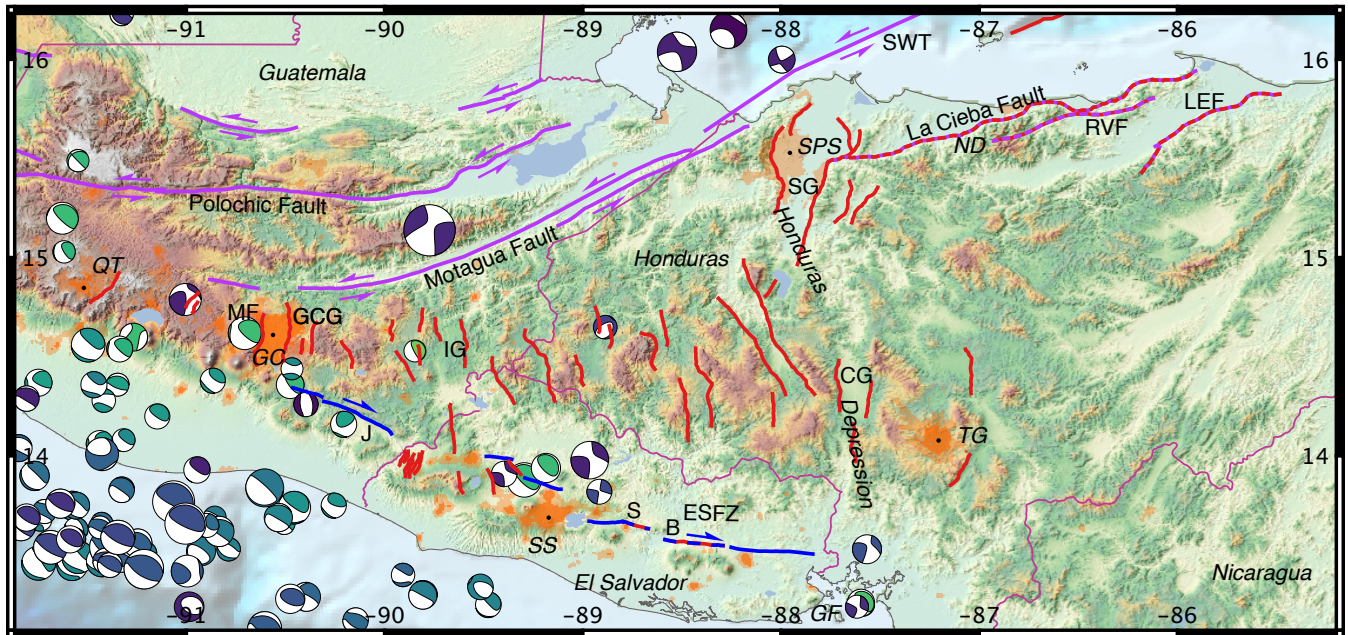 −91 −90 −89 −88 −87 −86
16 16
SWT
Guatemala
La Cieba Fault
LEF
RVF
ND
SPS
SG
Polochic Fault
Honduras
Depression
Motagua Fault
Honduras
15 15
QT
MF GCG
GC
IG
CG
J
TG
14 14
S
B
ESFZ
SS
El Salvador
Nicaragua
GF
−91 −90 −89 −88 −87 −86